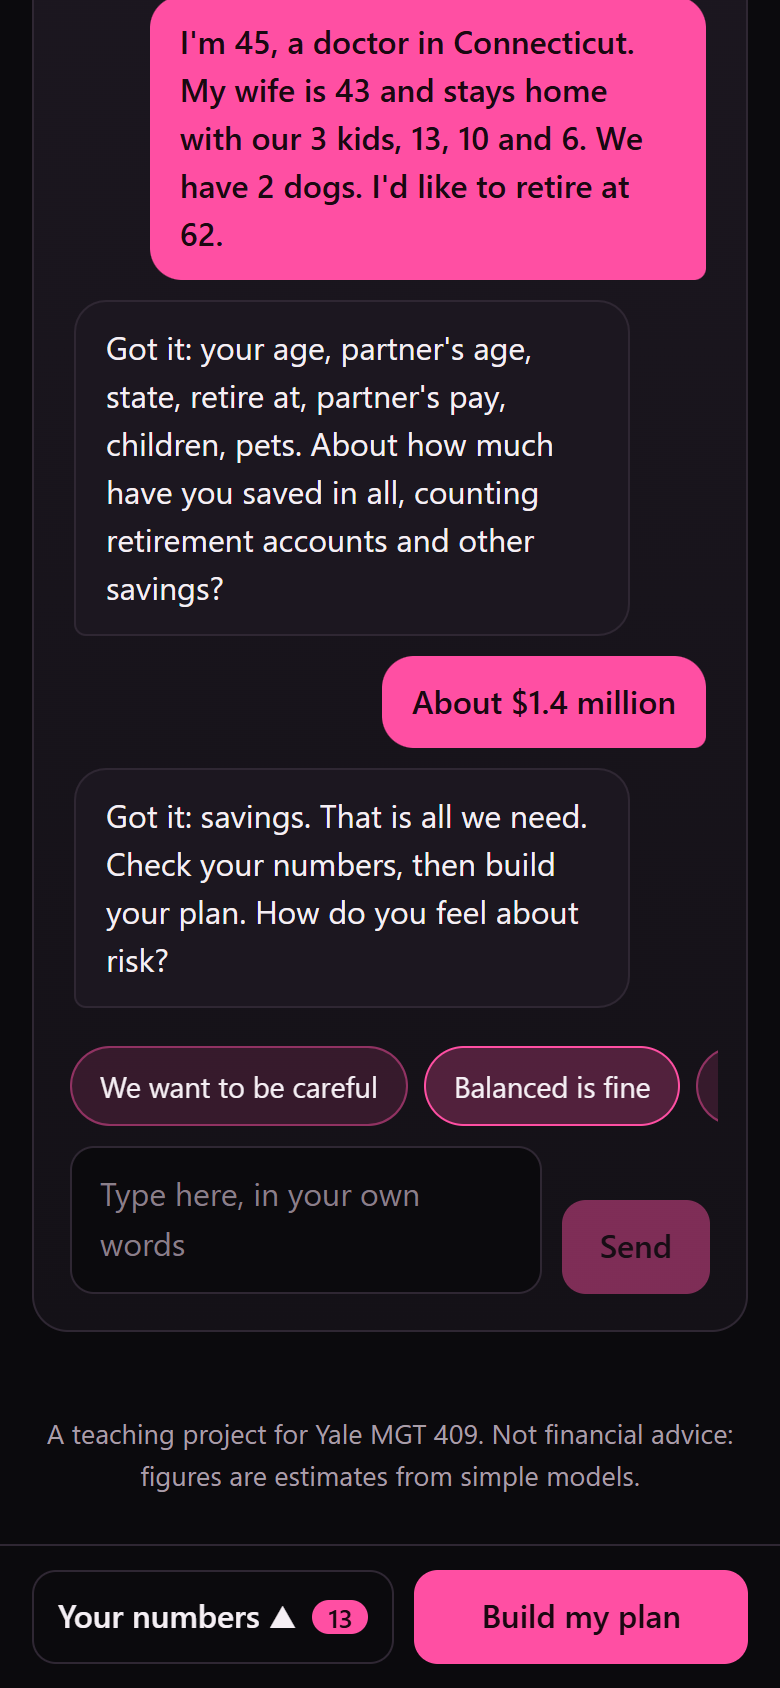 I'm 45, a doctor in Connecticut.
My wife is 43 and stays home
with our 3 kids, 13, 10 and 6. We
have 2 dogs. I'd like to retire at
62.
Got it: your age, partner's age,
state, retire at, partner's pay,
children, pets. About how much
have you saved in all, counting
retirement accounts and other
savings?
About $1.4 million
Got it: savings. That is all we need.
Check your numbers, then build
your plan. How do you feel about
risk?
We want to be careful
Balanced is fine
Type here, in your own
words
Send
A teaching project for Yale MGT 409. Not financial advice:
figures are estimates from simple models.
Your numbers ▲ 13
Build my plan